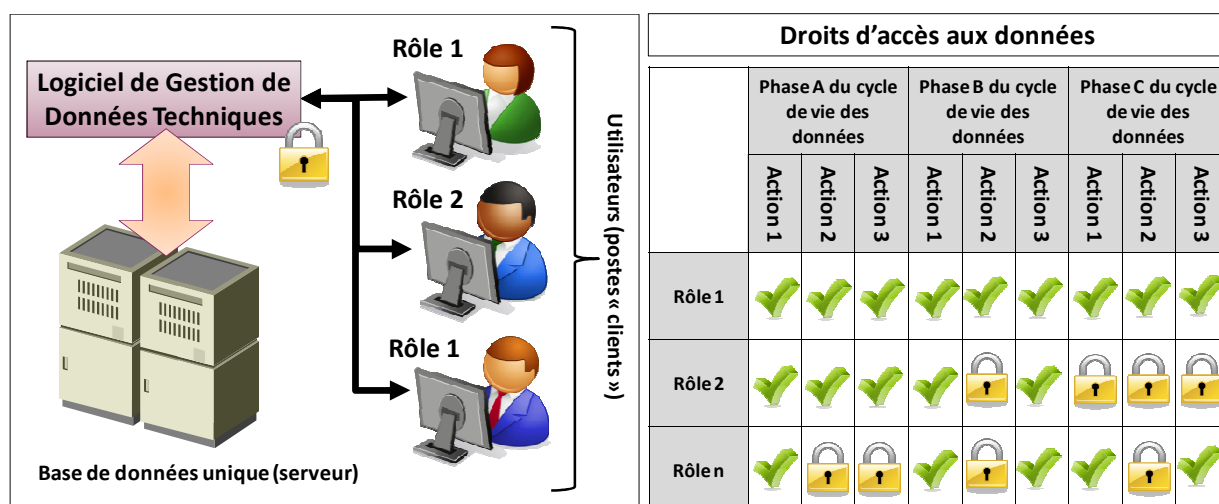 Logiciel de Gestion de
Données Techniques
Rôle 1
Rôle 2
Rôle 1
Utilisateurs (postes « clients »)
Base de données unique (serveur)
Droits d'accès aux données
Phase A du cycle
de vie des
données
Phase B du cycle
de vie des
données
Phase C du cycle
de vie des
données
Action 1
Action 2
Action 3
Action 1
Action 2
Action 3
Action 1
Action 2
Action 3
Rôle 1
Rôle 2
Rôle n